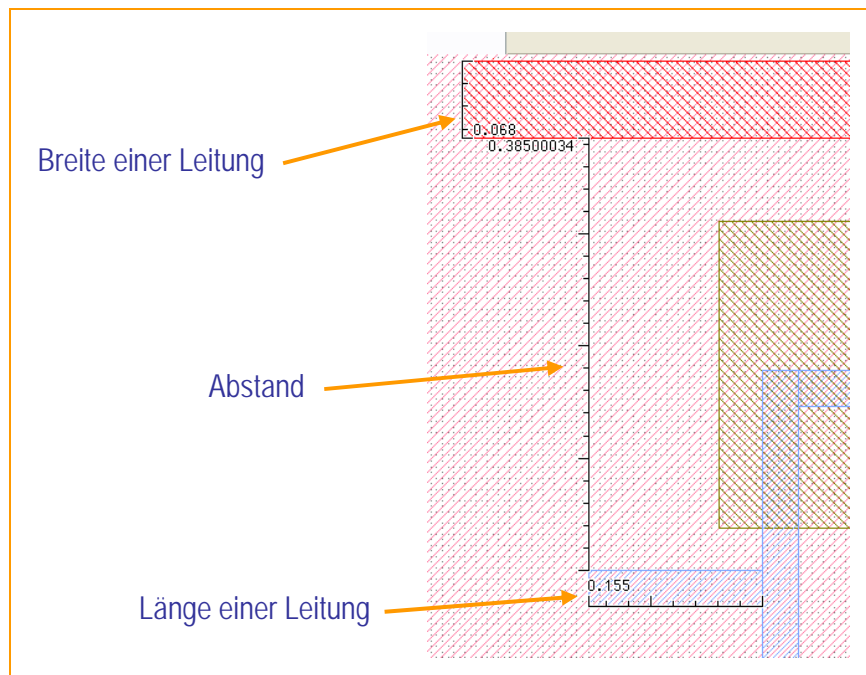 0.068
0.38500034
Breite einer Leitung
Abstand
0.155
Länge einer Leitung